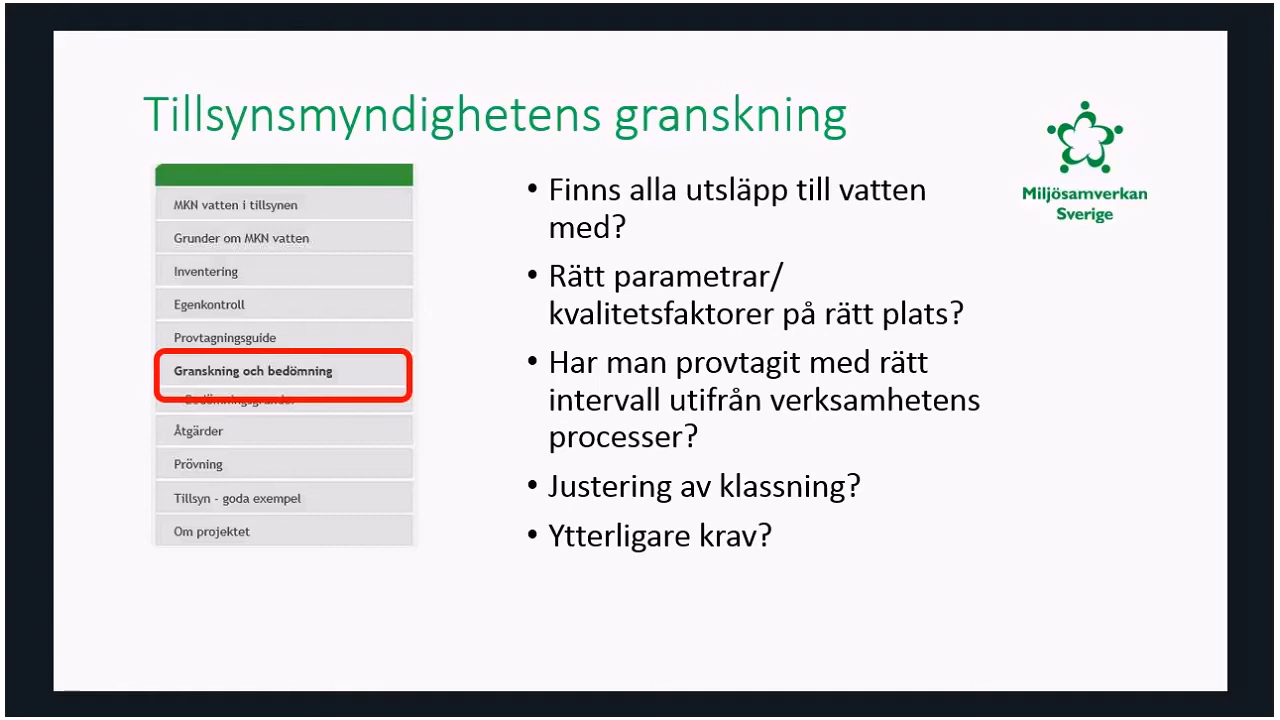 Tillsynsmyndighetens granskning
MKN vatten i tillsynen
Grunder om MKN vatten
Inventering
Egenkontroll
Provtagningsguide
Granskning och bedömning
- Bedömningsgrunder
Åtgärder
Prövning
Tillsyn - goda exempel
Om projektet
• Finns alla utsläpp till vatten
med?
• Rätt parametrar/
kvalitetsfaktorer på rätt plats?
• Har man provtagit med rätt
intervall utifrån verksamhetens
processer?
• Justering av klassning?
• Ytterligare krav?
Miljösamverkan
Sverige